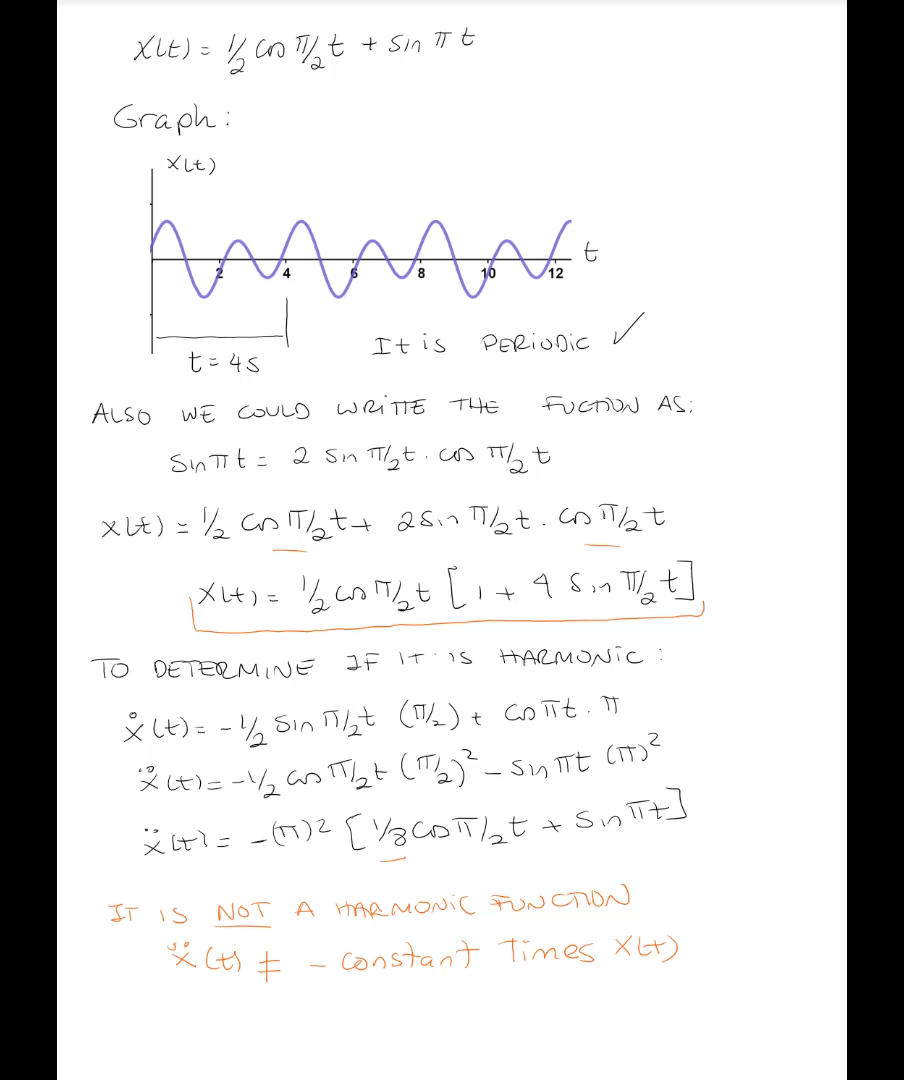 x(t) = 1/2 cos π/2 t + sin π t
Graph:
x(t)
t
2 4 6 8 10 12
t = 4s
It is PERIODIC ✓
ALSO WE COULD WRITTE THE FUCTION AS:
Sin π t = 2 sin π/2 t . cos π/2 t
x(t) = 1/2 cos π/2 t + 2 sin π/2 t . cos π/2 t
x(t) = 1/2 cos π/2 t [ 1 + 4 sin π/2 t ]
TO DETERMINE IF IT IS HARMONIC :
ẋ(t) = - 1/2 sin π/2 t (π/2) + cos πt . π
ẍ(t) = - 1/2 cos π/2 t (π/2)² - sin πt (π)²
ẍ(t) = - (π)² [ 1/8 cos π/2 t + sin πt ]
IT IS NOT A HARMONIC FUNCTION
ẍ(t) ≠ - constant Times x(t)